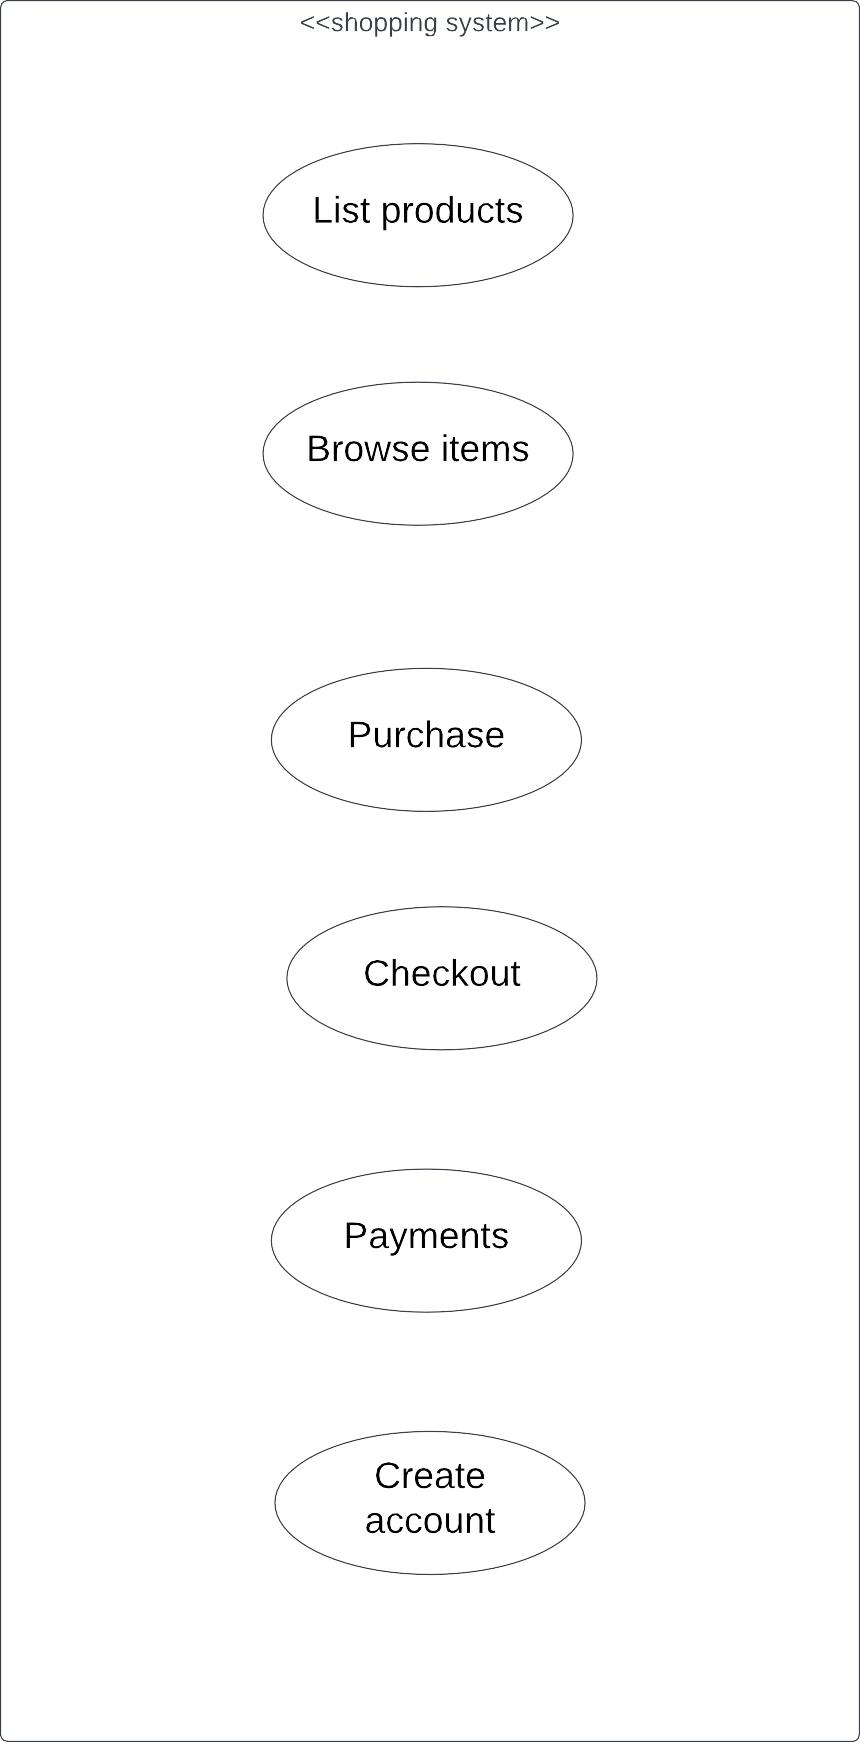 <<shopping system>>
List products
Browse items
Purchase
Checkout
Payments
Create
account